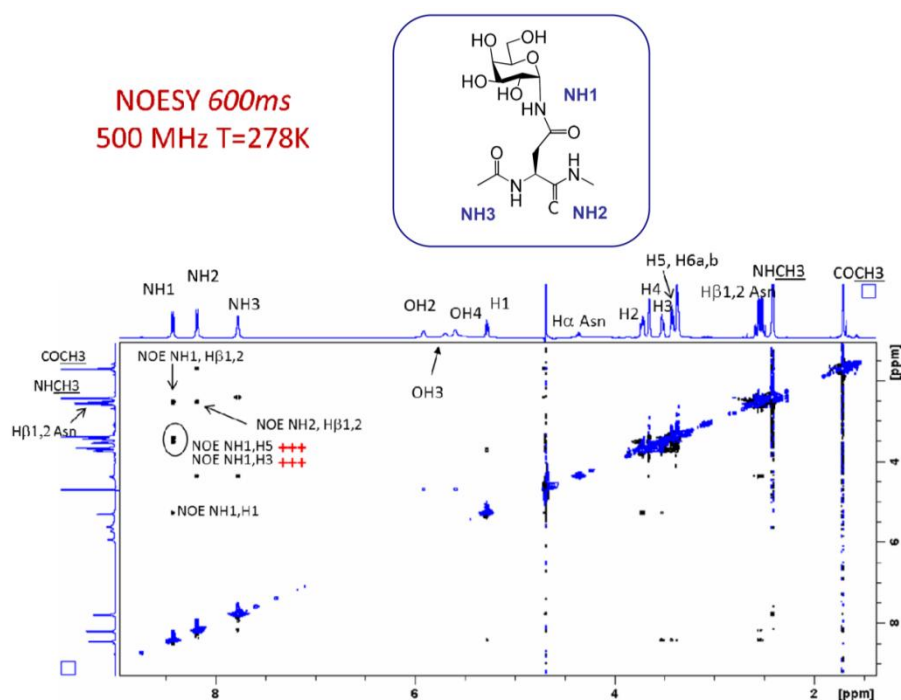 NOESY 600ms
500 MHz T=278K
HO
OH
O
HO
HO
HN
NH1
O
O
N
H
NH
C
NH3
NH2
NH1
NH2
NH3
OH2
OH4
H1
Hα Asn
H2
H4
H3
H5, H6a,b
Hβ1,2 Asn
NHCH3
COCH3
OH3
COCH3
NHCH3
Hβ1,2 Asn
NOE NH1, Hβ1,2
NOE NH2, Hβ1,2
NOE NH1,H5 +++
NOE NH1,H3 +++
NOE NH1,H1
[ppm]
4
6
8
8
6
4
2
[ppm]